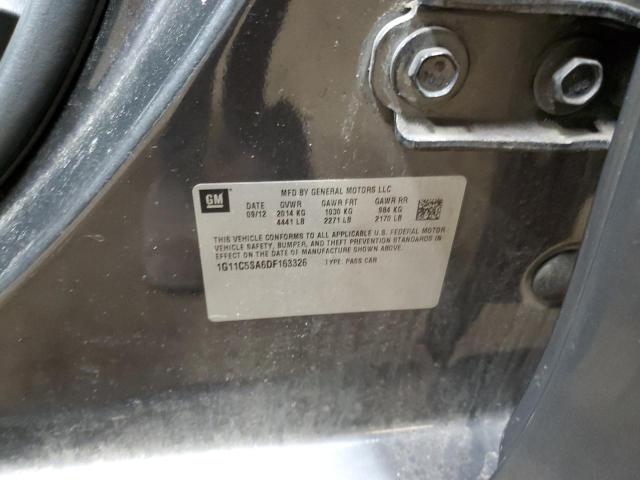 GM
MFD BY GENERAL MOTORS LLC
DATE GVWR GAWR FRT GAWR RR
09/12 2014 KG 1030 KG 984 KG
4441 LB 2271 LB 2170 LB
THIS VEHICLE CONFORMS TO ALL APPLICABLE U.S. FEDERAL MOTOR
VEHICLE SAFETY, BUMPER, AND THEFT PREVENTION STANDARDS IN
EFFECT ON THE DATE OF MANUFACTURE SHOWN ABOVE.
1G11C5SA6DF163326 TYPE: PASS CAR